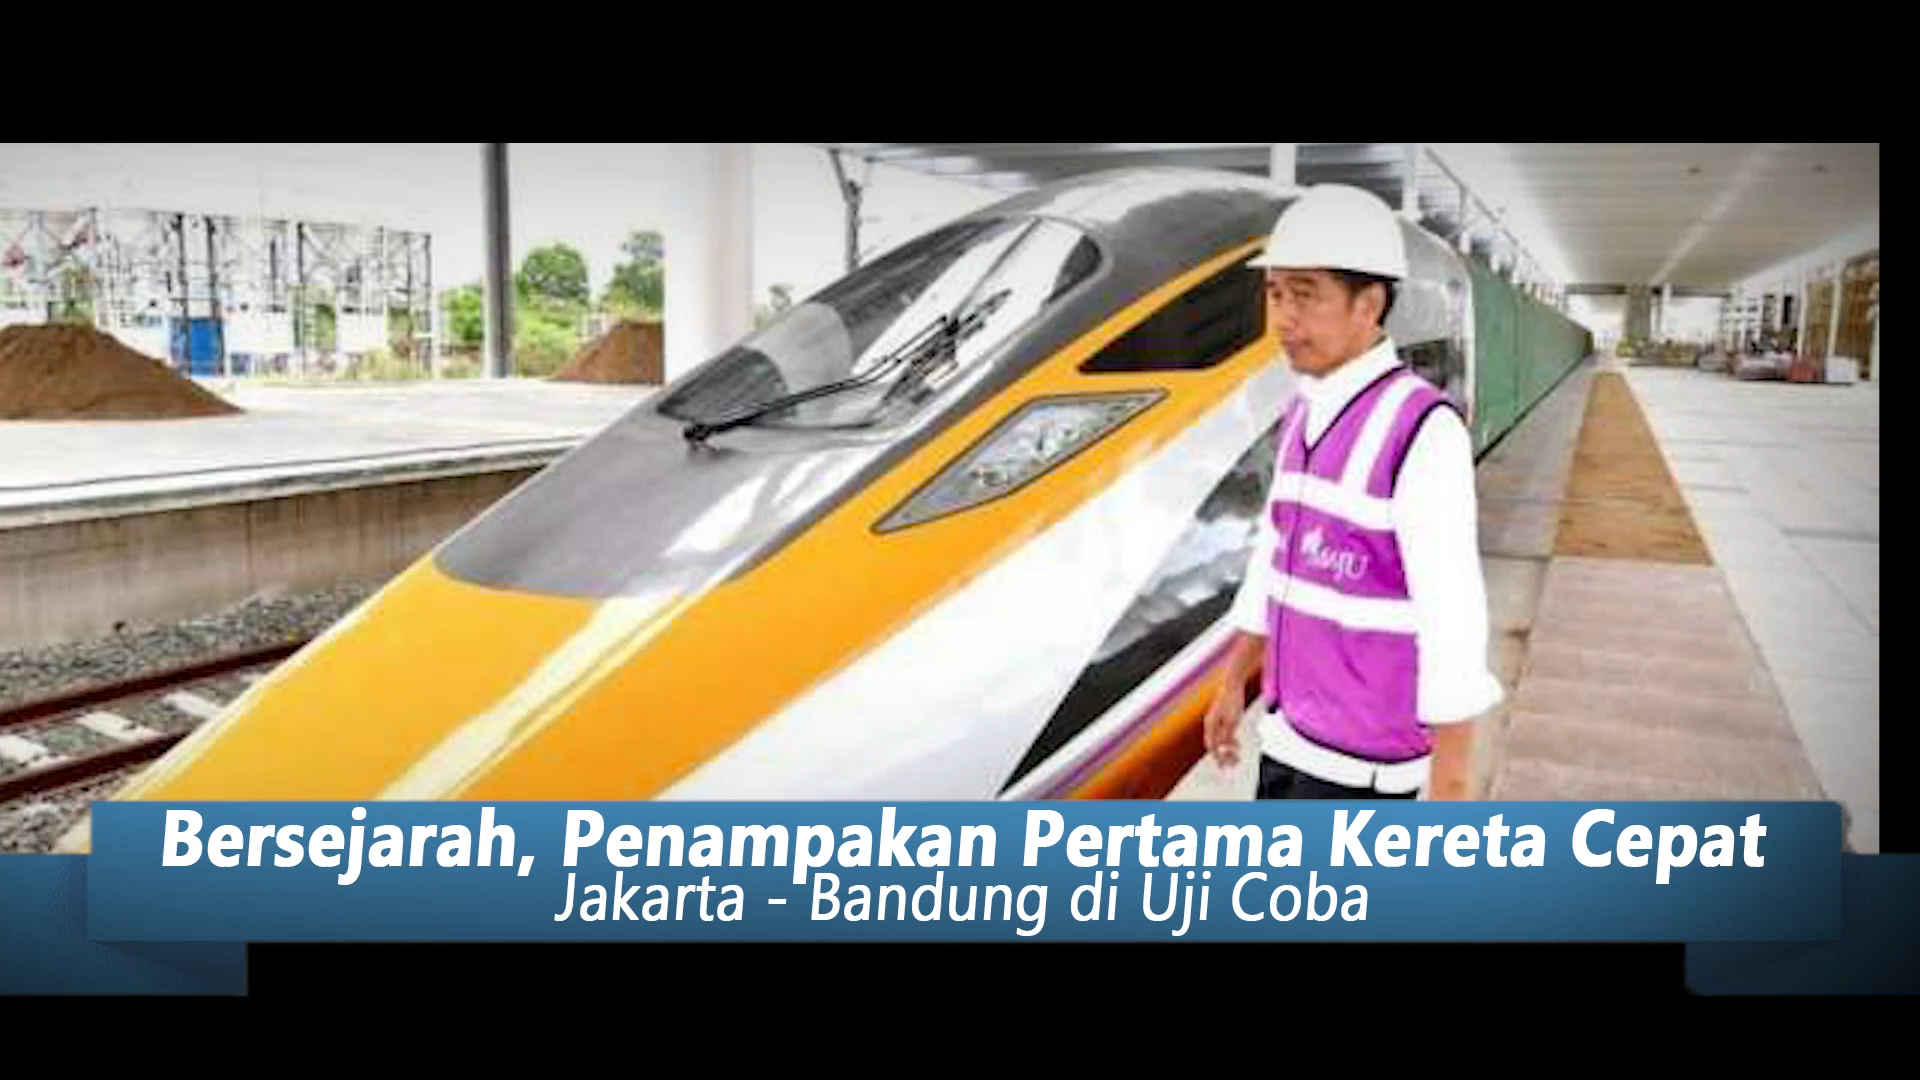 Bersejarah, Penampakan Pertama Kereta Cepat
Jakarta - Bandung di Uji Coba